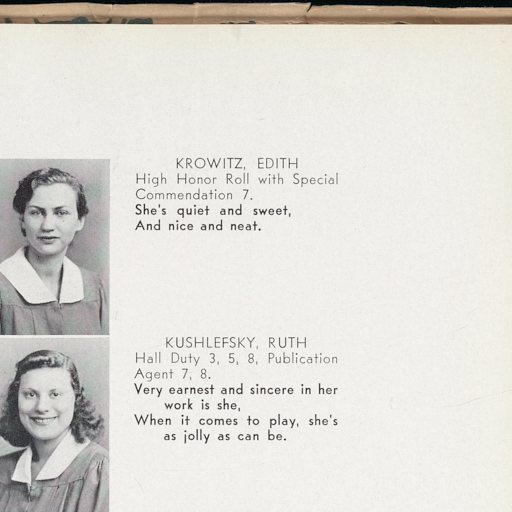 KROWITZ, EDITH
High Honor Roll with Special
Commendation 7.
She's quiet and sweet,
And nice and neat.
KUSHLEFSKY, RUTH
Hall Duty 3, 5, 8, Publication
Agent 7, 8.
Very earnest and sincere in her
work is she,
When it comes to play, she's
as jolly as can be.